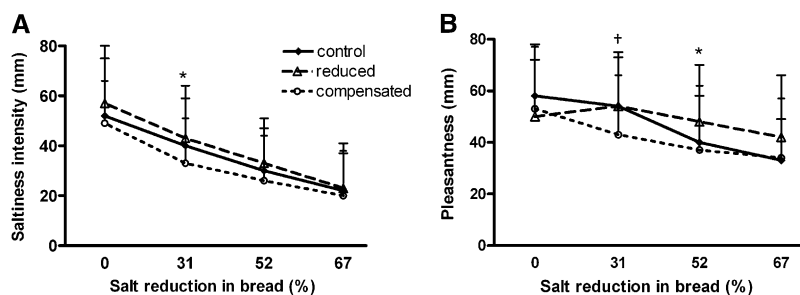 A
80
60
40
20
0
Saltiness intensity (mm)
*
control
reduced
compensated
0 31 52 67
Salt reduction in bread (%)
B
80
60
40
20
0
Pleasantness (mm)
† *
0 31 52 67
Salt reduction in bread (%)